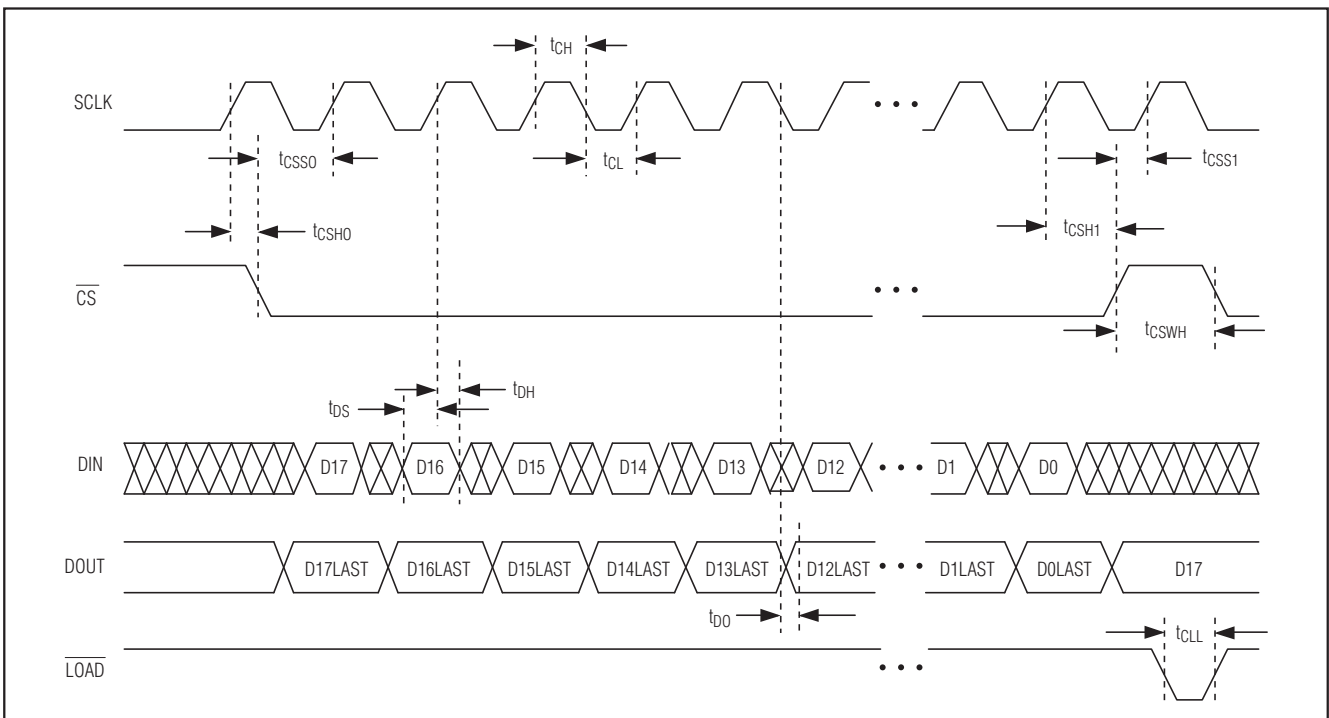 tCH
SCLK
tCSS0
tCL
tCSS1
tCSH0
tCSH1
CS
tCSWH
tDH
tDS
DIN D17 D16 D15 D14 D13 D12 • • • D1 D0
DOUT D17LAST D16LAST D15LAST D14LAST D13LAST D12LAST • • • D1LAST D0LAST D17
tDO
tCLL
LOAD